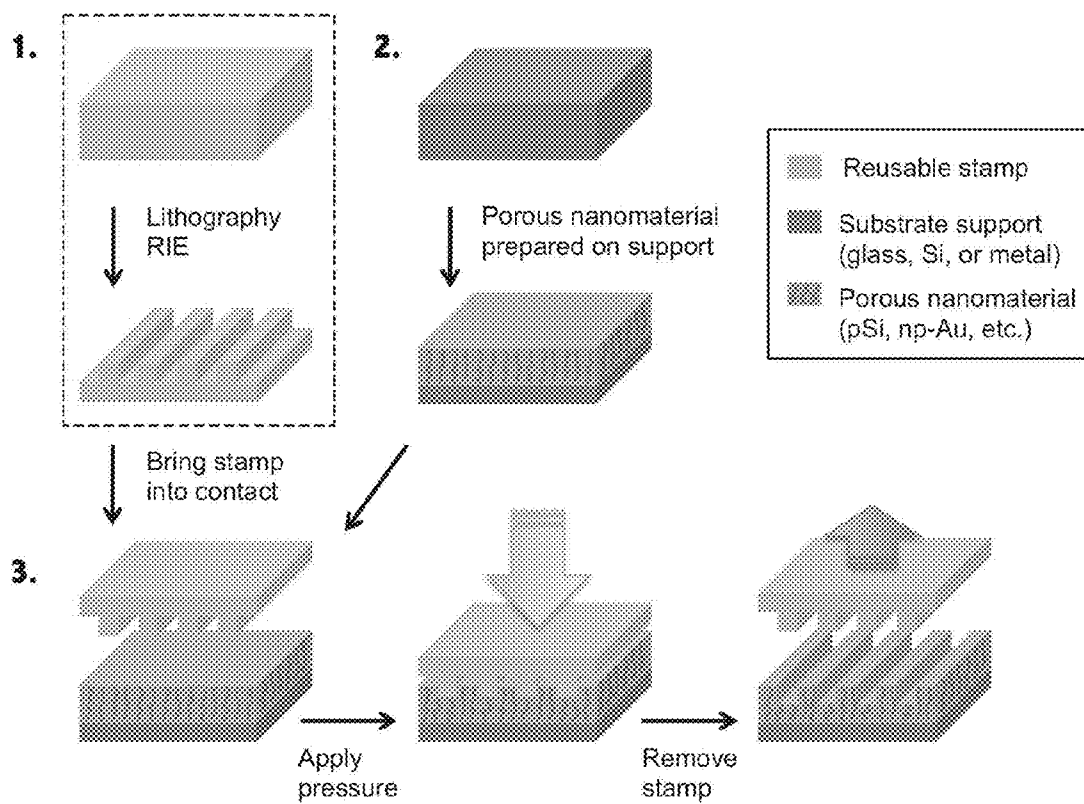 1.
2.
Lithography
RIE
Porous nanomaterial
prepared on support
Reusable stamp
Substrate support
(glass, Si, or metal)
Porous nanomaterial
(pSi, np-Au, etc.)
Bring stamp
into contact
3.
Apply
pressure
Remove
stamp